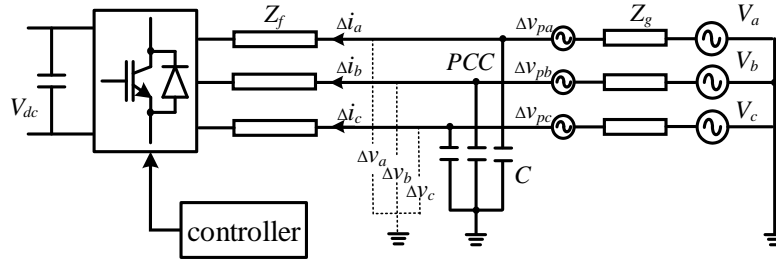 Z_f
Δi_a
Δv_pa
Z_g
V_a
Δi_b
PCC
Δv_pb
V_b
V_dc
Δi_c
Δv_pc
V_c
Δv_a
Δv_b
Δv_c
C
controller